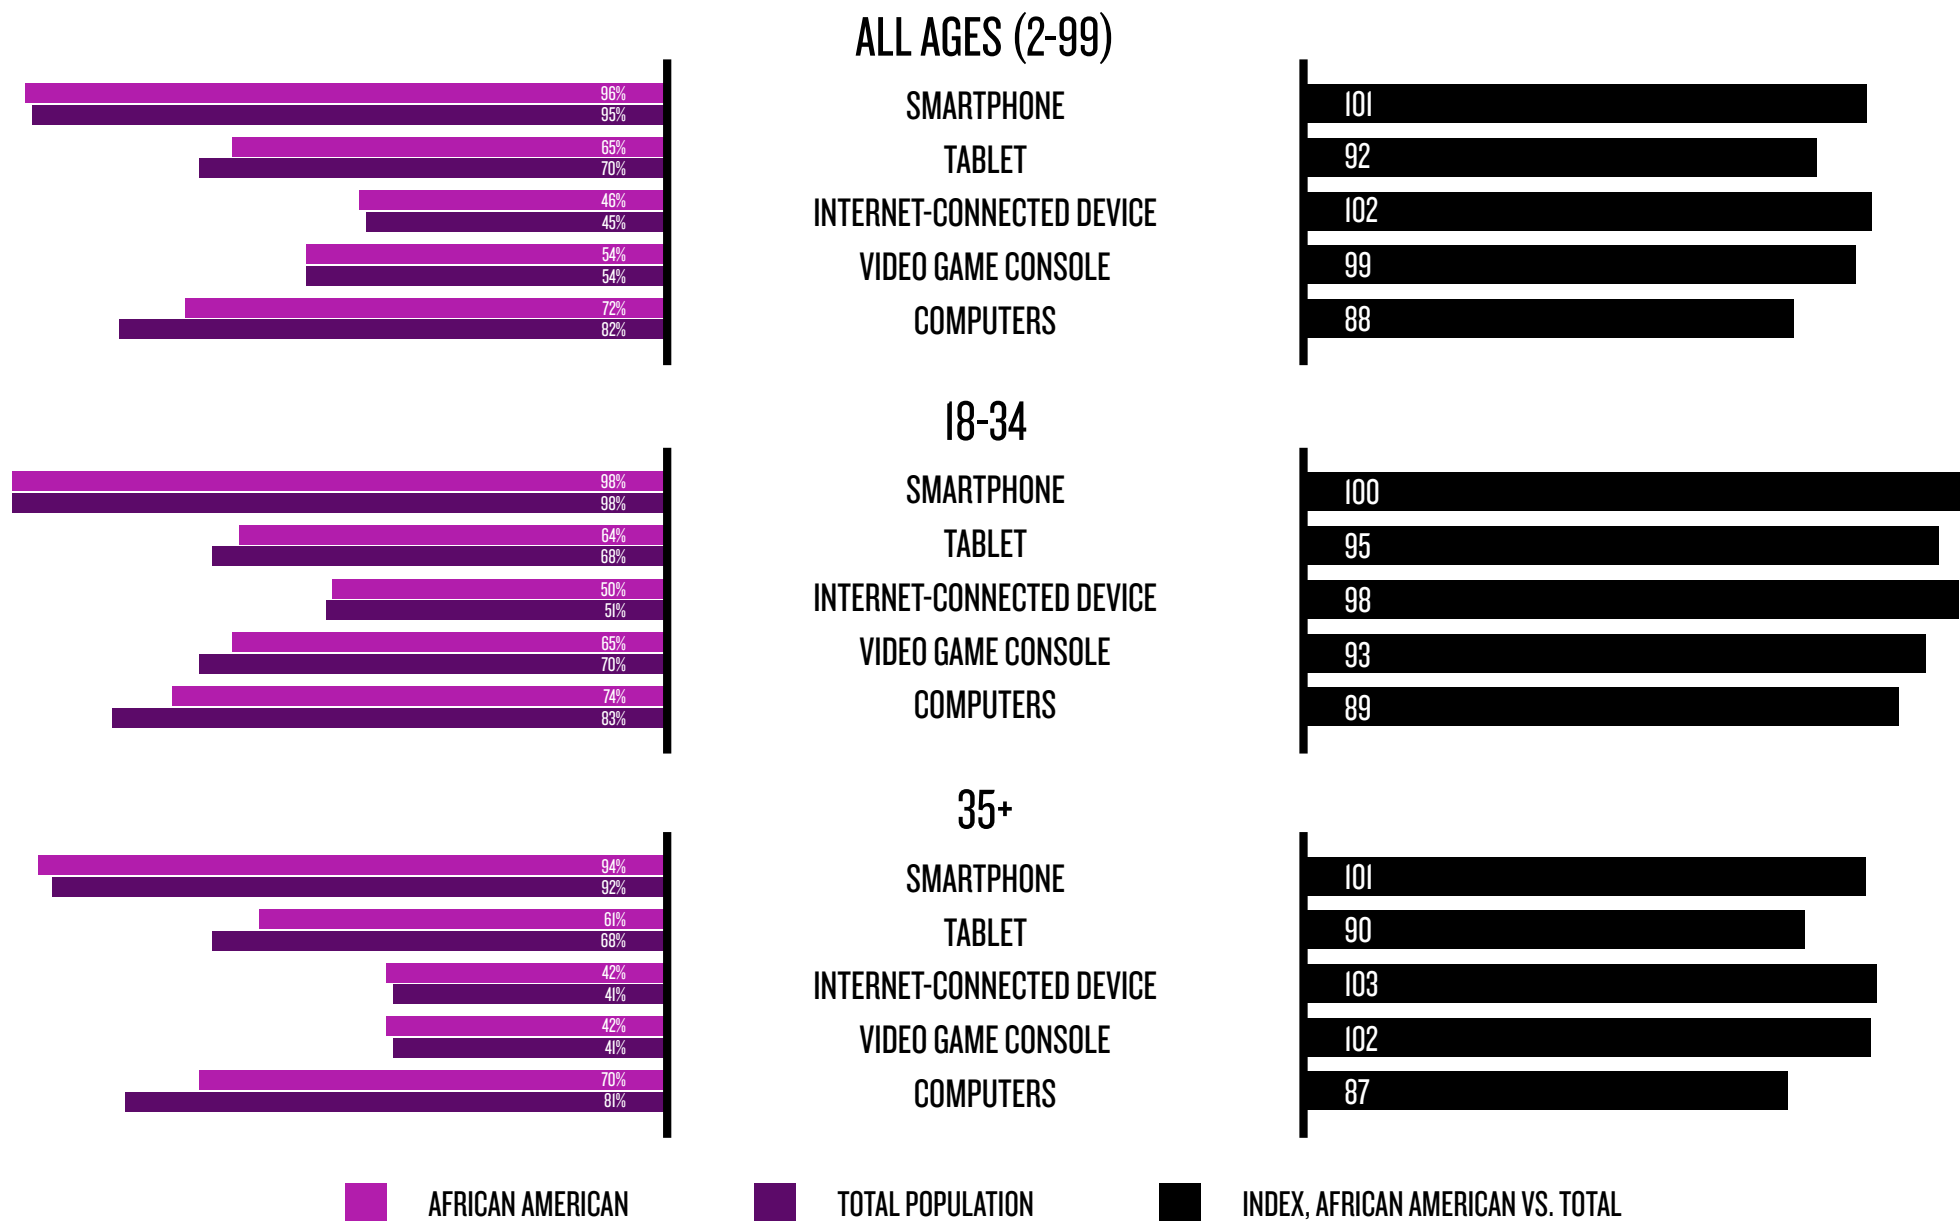 ALL AGES (2-99)
96%
95%
SMARTPHONE
101
65%
70%
TABLET
92
46%
45%
INTERNET-CONNECTED DEVICE
102
54%
54%
VIDEO GAME CONSOLE
99
72%
82%
COMPUTERS
88
18-34
98%
98%
SMARTPHONE
100
64%
68%
TABLET
95
50%
51%
INTERNET-CONNECTED DEVICE
98
65%
70%
VIDEO GAME CONSOLE
93
74%
83%
COMPUTERS
89
35+
94%
92%
SMARTPHONE
101
61%
68%
TABLET
90
42%
41%
INTERNET-CONNECTED DEVICE
103
42%
41%
VIDEO GAME CONSOLE
102
70%
81%
COMPUTERS
87
AFRICAN AMERICAN
TOTAL POPULATION
INDEX, AFRICAN AMERICAN VS. TOTAL